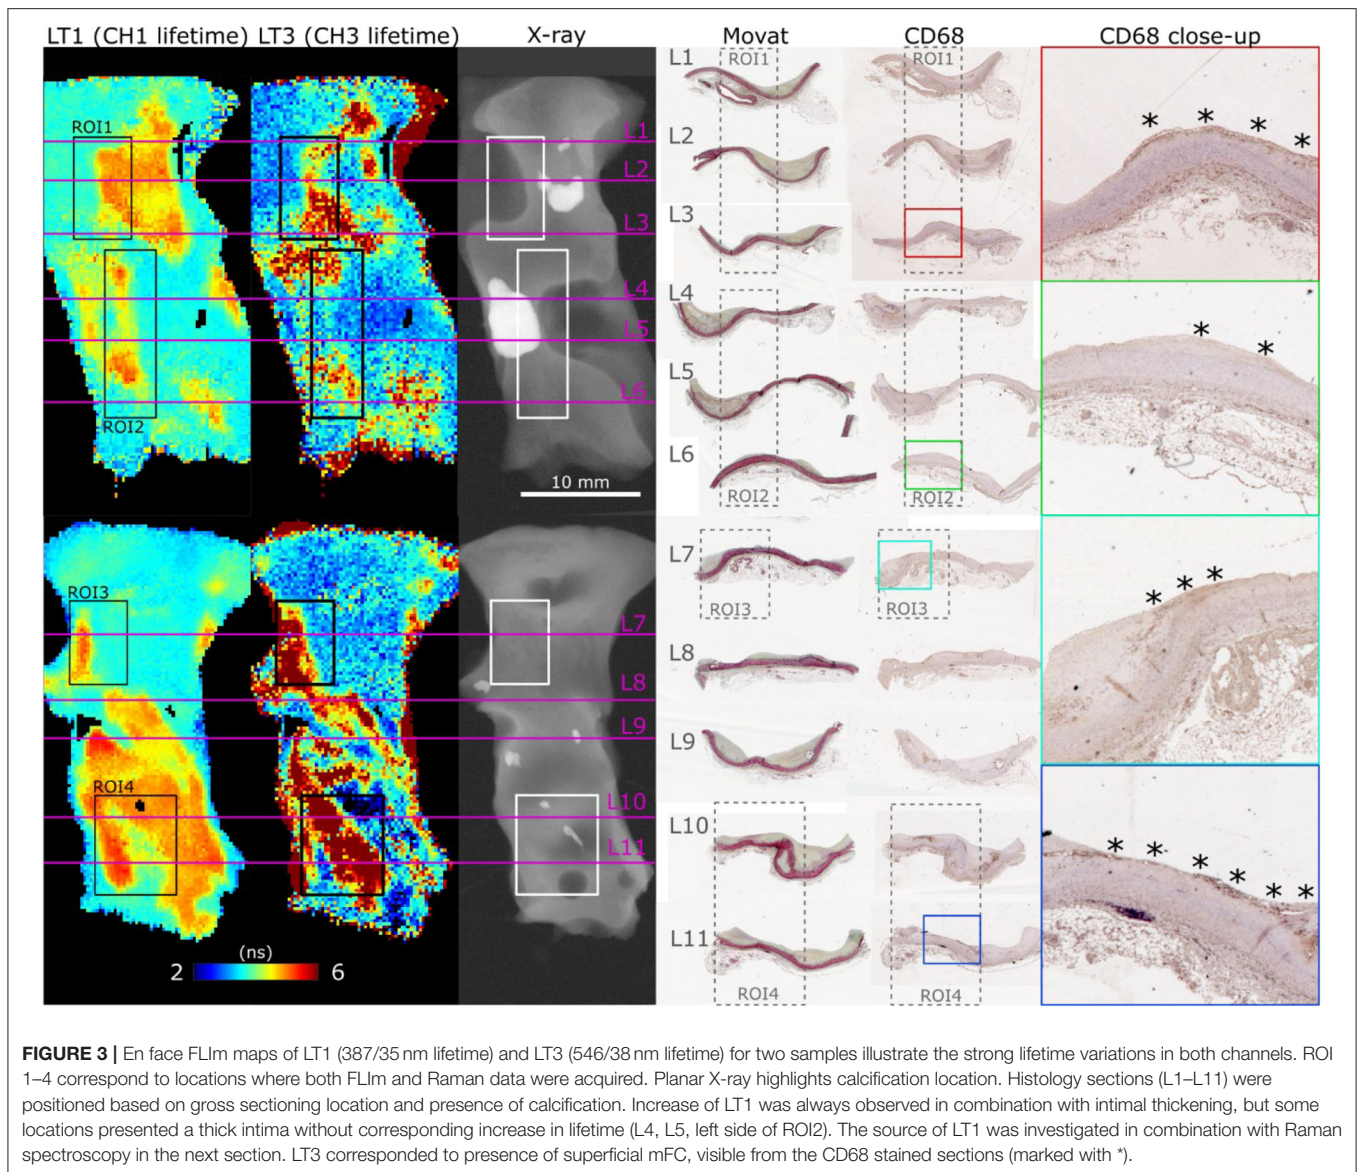 LT1 (CH1 lifetime) LT3 (CH3 lifetime) X-ray Movat CD68 CD68 close-up
ROI1
ROI2
L1
L2
L3
L4
L5
L6
10 mm
L1
ROI1
ROI1
L2
L3
L4
L5
L6
ROI2
ROI2
* * * *
* *
ROI3
ROI4
L7
L8
L9
L10
L11
(ns)
2 6
L7
ROI3
ROI3
L8
L9
L10
L11
ROI4
ROI4
* * *
* * * * * *
FIGURE 3 | En face FLIm maps of LT1 (387/35 nm lifetime) and LT3 (546/38 nm lifetime) for two samples illustrate the strong lifetime variations in both channels. ROI
1–4 correspond to locations where both FLIm and Raman data were acquired. Planar X-ray highlights calcification location. Histology sections (L1–L11) were
positioned based on gross sectioning location and presence of calcification. Increase of LT1 was always observed in combination with intimal thickening, but some
locations presented a thick intima without corresponding increase in lifetime (L4, L5, left side of ROI2). The source of LT1 was investigated in combination with Raman
spectroscopy in the next section. LT3 corresponded to presence of superficial mFC, visible from the CD68 stained sections (marked with *).